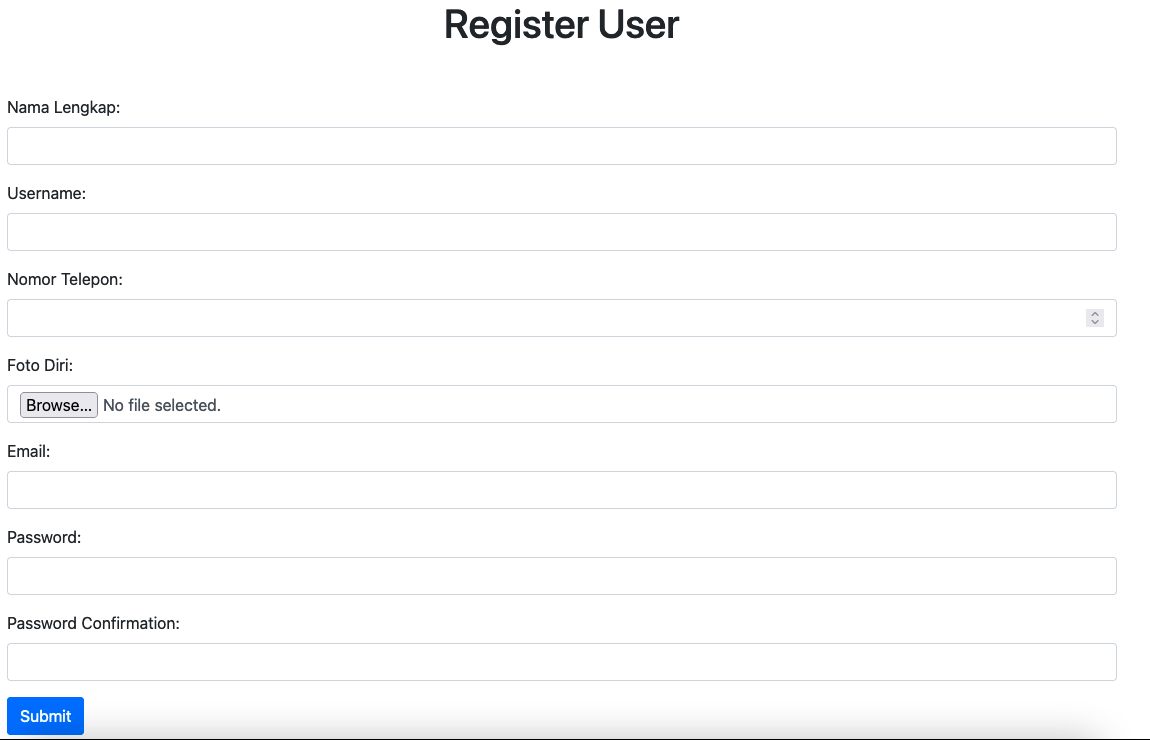 Register User
Nama Lengkap:
Username:
Nomor Telepon:
Foto Diri:
Browse... No file selected.
Email:
Password:
Password Confirmation:
Submit